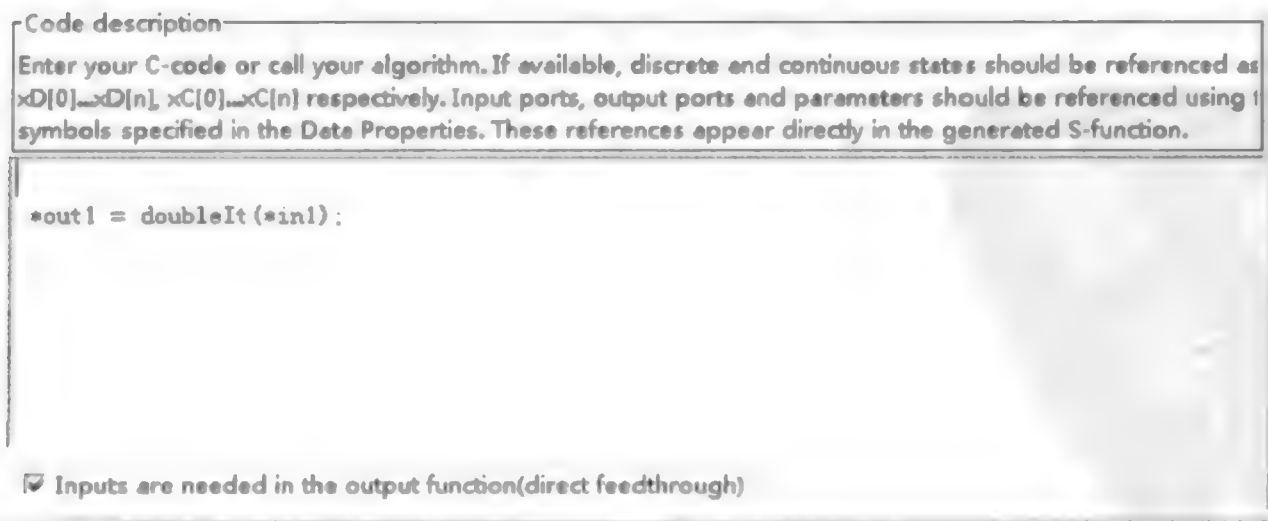 Code description
Enter your C-code or call your algorithm. If available, discrete and continuous states should be referenced as
xD[0]...xD[n], xC[0]...xC[n] respectively. Input ports, output ports and parameters should be referenced using
symbols specified in the Data Properties. These references appear directly in the generated S-function.
*out1 = doubleIt(*in1);
Inputs are needed in the output function(direct feedthrough)